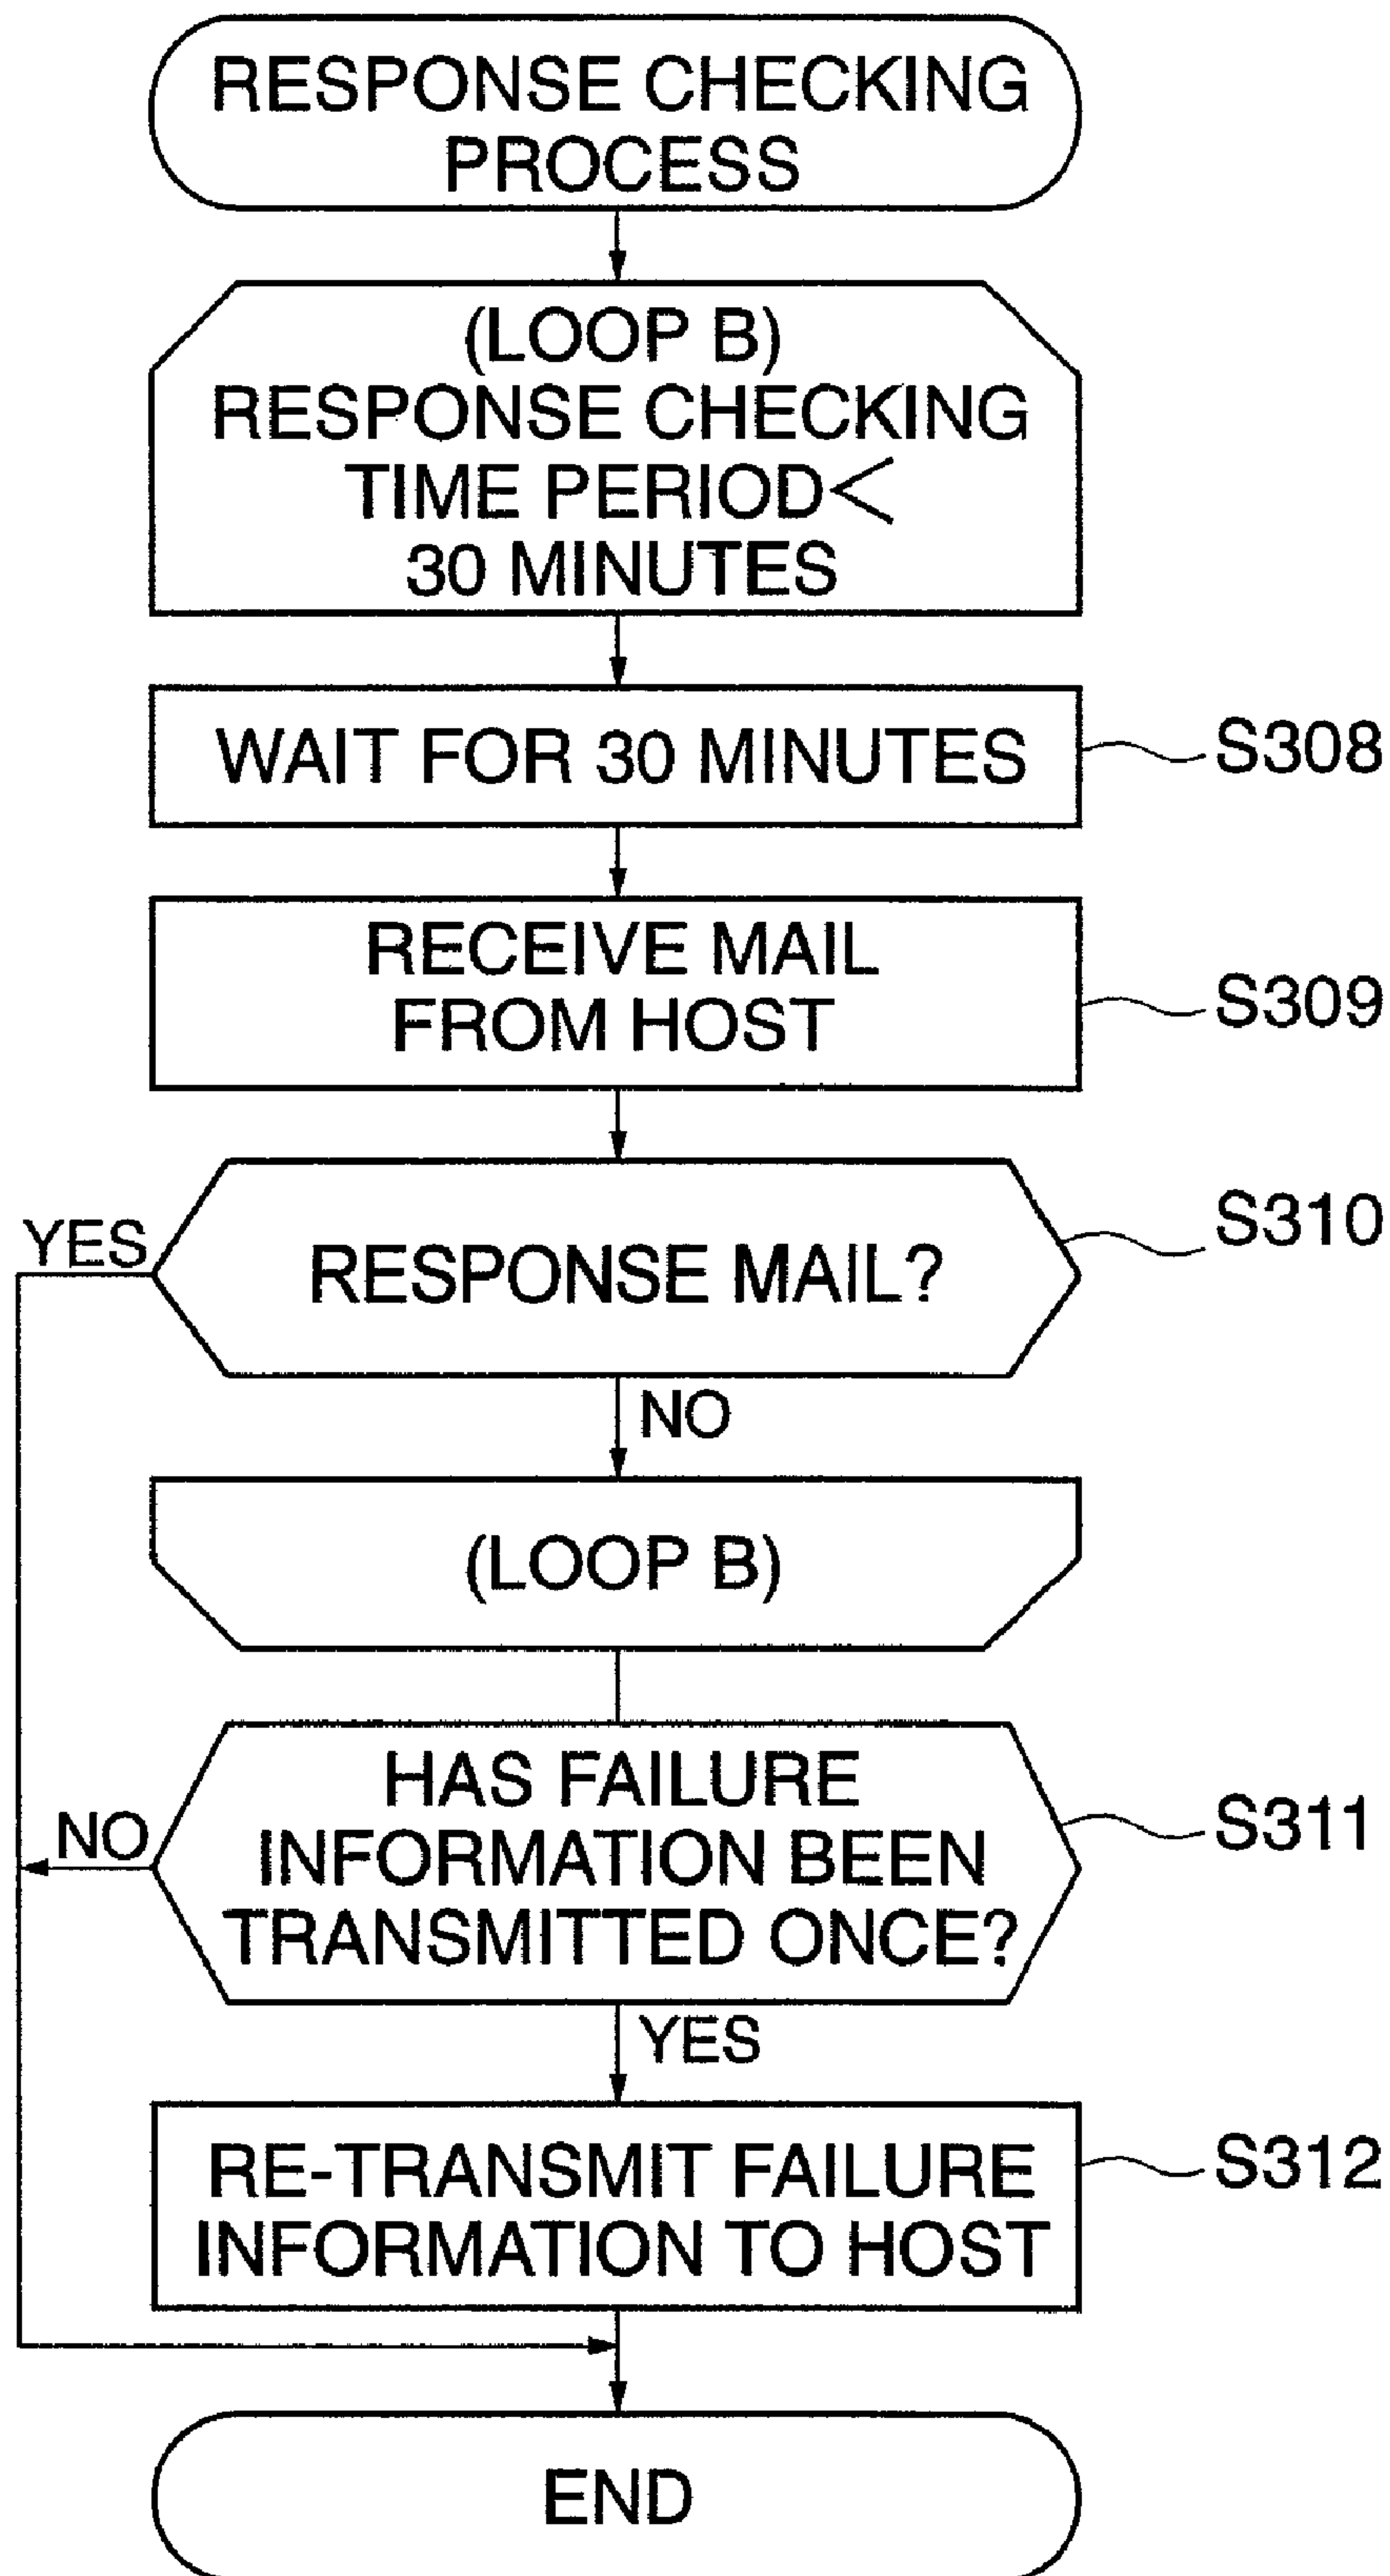 RESPONSE CHECKING
PROCESS
(LOOP B)
RESPONSE CHECKING
TIME PERIOD<
30 MINUTES
WAIT FOR 30 MINUTES
S308
RECEIVE MAIL
FROM HOST
S309
YES
RESPONSE MAIL?
S310
NO
(LOOP B)
HAS FAILURE
INFORMATION BEEN
TRANSMITTED ONCE?
S311
NO
YES
RE-TRANSMIT FAILURE
INFORMATION TO HOST
S312
END